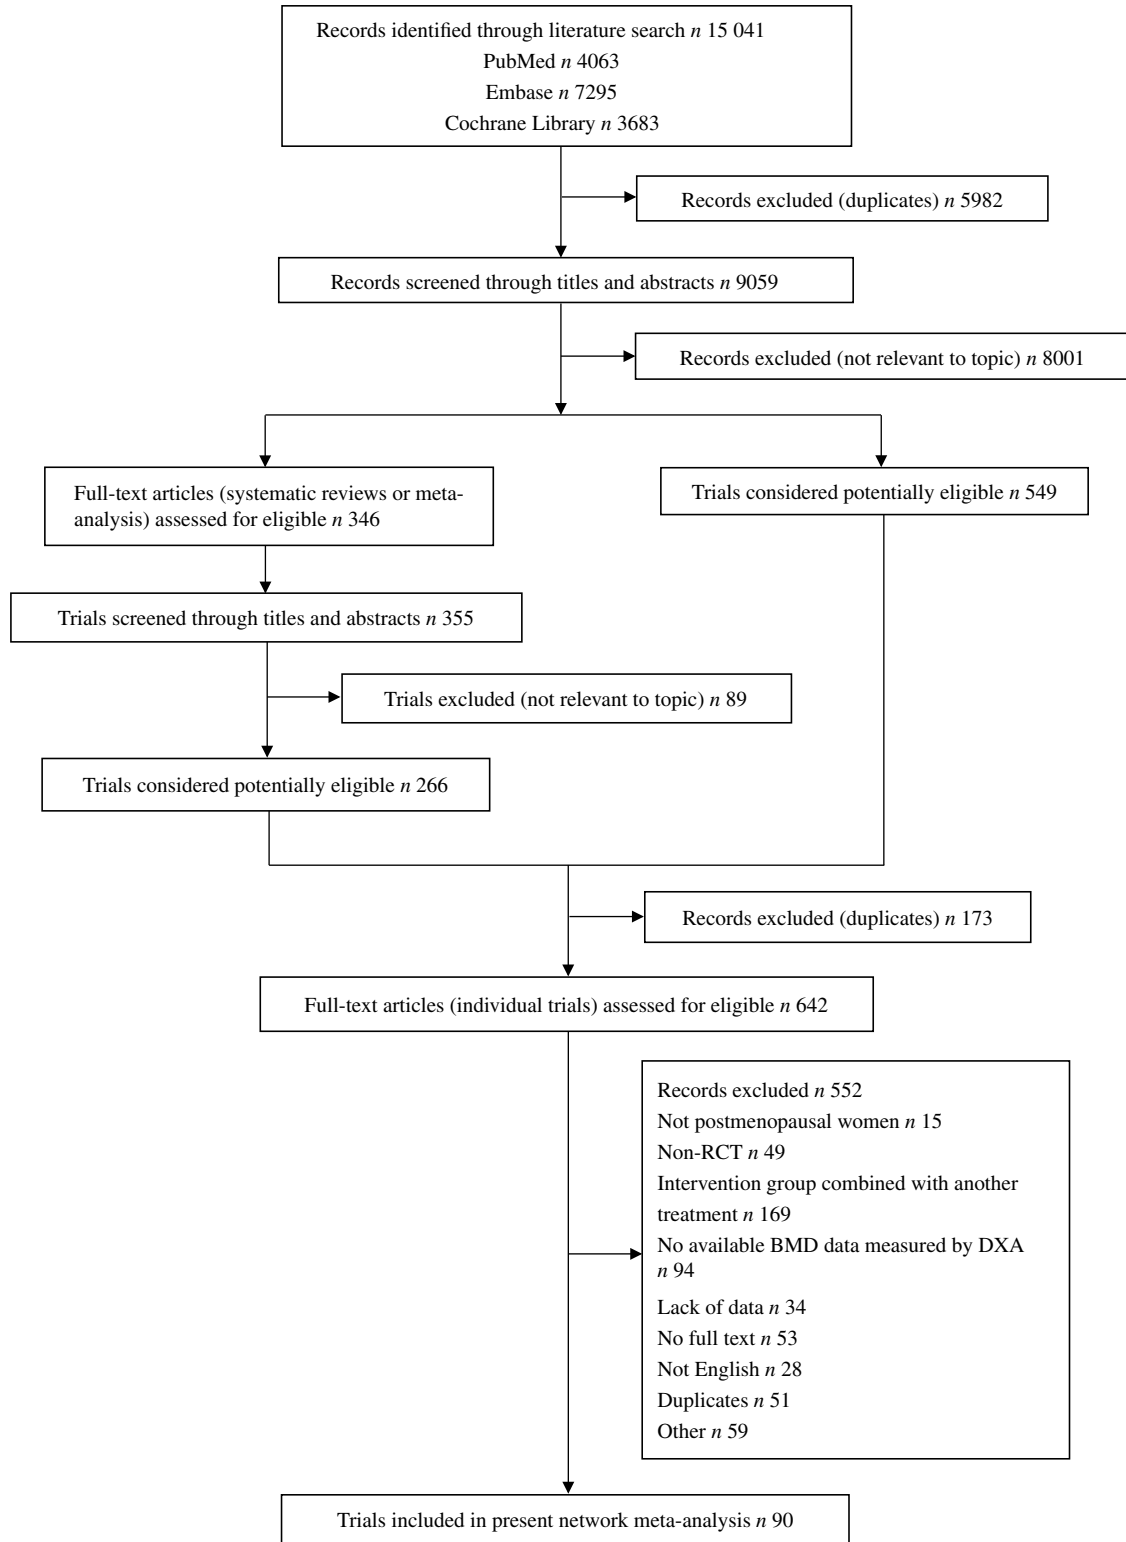 Records identified through literature search n 15 041
PubMed n 4063
Embase n 7295
Cochrane Library n 3683
Records excluded (duplicates) n 5982
Records screened through titles and abstracts n 9059
Records excluded (not relevant to topic) n 8001
Full-text articles (systematic reviews or meta-
analysis) assessed for eligible n 346
Trials considered potentially eligible n 549
Trials screened through titles and abstracts n 355
Trials excluded (not relevant to topic) n 89
Trials considered potentially eligible n 266
Records excluded (duplicates) n 173
Full-text articles (individual trials) assessed for eligible n 642
Records excluded n 552
Not postmenopausal women n 15
Non-RCT n 49
Intervention group combined with another
treatment n 169
No available BMD data measured by DXA
n 94
Lack of data n 34
No full text n 53
Not English n 28
Duplicates n 51
Other n 59
Trials included in present network meta-analysis n 90